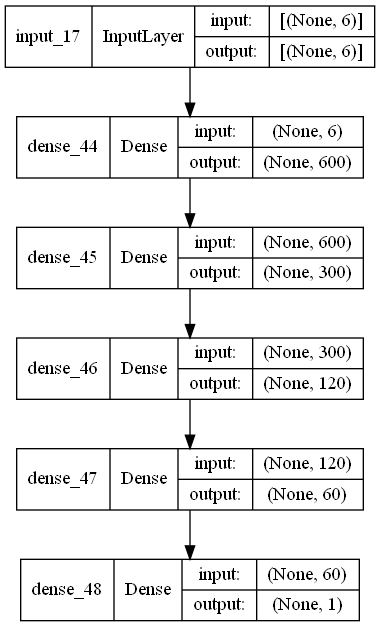 input_17 InputLayer input: [(None, 6)]
output: [(None, 6)]
dense_44 Dense input: (None, 6)
output: (None, 600)
dense_45 Dense input: (None, 600)
output: (None, 300)
dense_46 Dense input: (None, 300)
output: (None, 120)
dense_47 Dense input: (None, 120)
output: (None, 60)
dense_48 Dense input: (None, 60)
output: (None, 1)